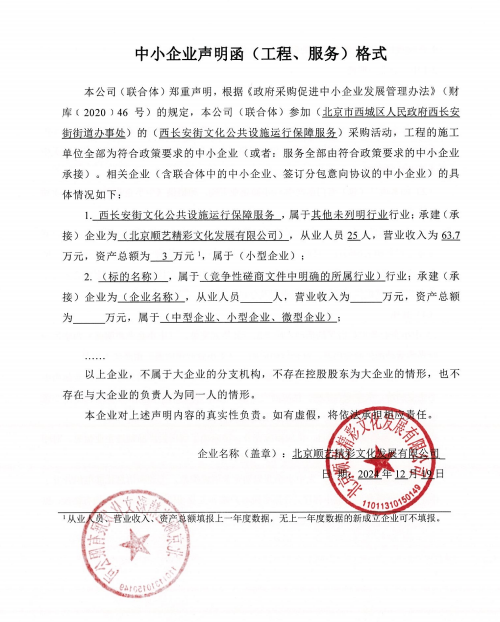 中小企业声明函（工程、服务）格式
本公司（联合体）郑重声明，根据《政府采购促进中小企业发展管理办法》（财
库﹝2020﹞46 号）的规定，本公司（联合体）参加（北京市西城区人民政府西长安
街街道办事处）的（西长安街文化公共设施运行保障服务）采购活动，工程的施工
单位全部为符合政策要求的中小企业（或者：服务全部由符合政策要求的中小企业
承接）。相关企业（含联合体中的中小企业、签订分包意向协议的中小企业）的具
体情况如下：
1. 西长安街文化公共设施运行保障服务，属于其他未列明行业行业；承建（承
接）企业为（北京顺艺精彩文化发展有限公司），从业人员 25 人，营业收入为 63.7
万元，资产总额为 3 万元¹，属于（小型企业）；
2. （标的名称），属于（竞争性磋商文件中明确的所属行业）行业；承建（承
接）企业为（企业名称），从业人员______人，营业收入为______万元，资产总额
为______万元，属于（中型企业、小型企业、微型企业）；
……
以上企业，不属于大企业的分支机构，不存在控股股东为大企业的情形，也不
存在与大企业的负责人为同一人的情形。
本企业对上述声明内容的真实性负责。如有虚假，将依法承担相应责任。
企业名称（盖章）：北京顺艺精彩文化发展有限公司
日 期：2024 年 12 月 19 日
北京顺艺精彩文化发展有限公司
11011310150149
¹从业人员、营业收入、资产总额填报上一年度数据，无上一年度数据的新成立企业可不填报。